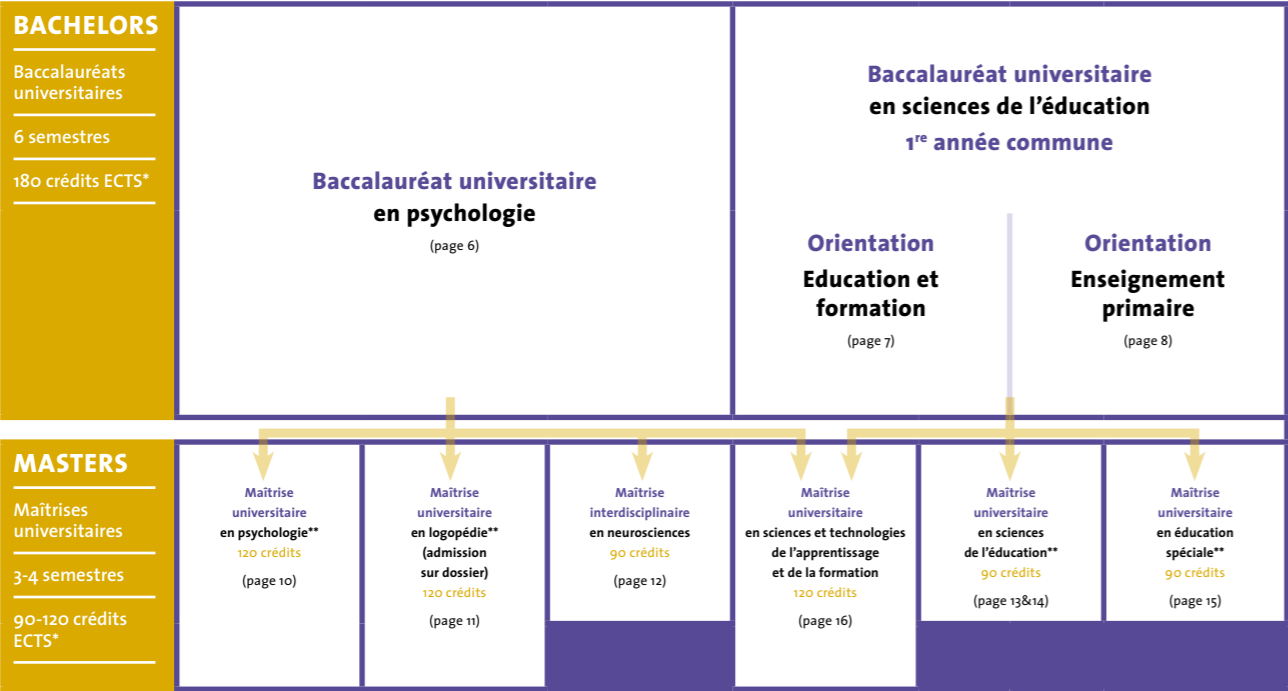 BACHELORS
Baccalauréats
universitaires
6 semestres
180 crédits ECTS*
Baccalauréat universitaire
en psychologie
(page 6)
Baccalauréat universitaire
en sciences de l'éducation
1re année commune
Orientation
Education et
formation
(page 7)
Orientation
Enseignement
primaire
(page 8)
MASTERS
Maîtrises
universitaires
3-4 semestres
90-120 crédits
ECTS*
Maîtrise
universitaire
en psychologie**
120 crédits
(page 10)
Maîtrise
universitaire
en logopédie**
(admission
sur dossier)
120 crédits
(page 11)
Maîtrise
interdisciplinaire
en neurosciences
90 crédits
(page 12)
Maîtrise
universitaire
en sciences et technologies
de l'apprentissage
et de la formation
120 crédits
(page 16)
Maîtrise
universitaire
en sciences
de l'éducation**
90 crédits
(page 13&14)
Maîtrise
universitaire
en éducation
spéciale**
90 crédits
(page 15)